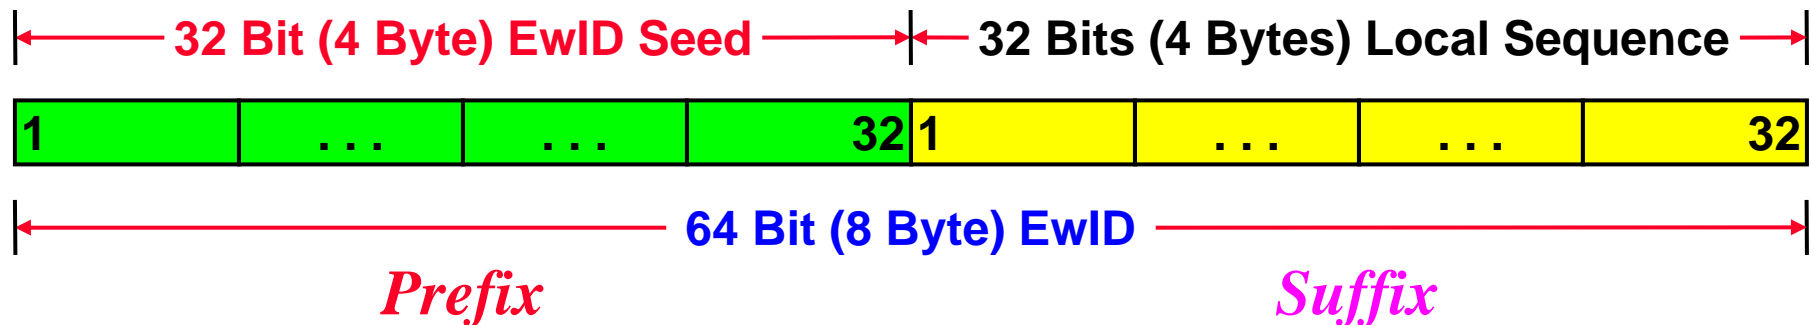 32 Bit (4 Byte) EwID Seed 32 Bits (4 Bytes) Local Sequence
1 . . . . . . 32 1 . . . . . . 32
64 Bit (8 Byte) EwID
Prefix Suffix